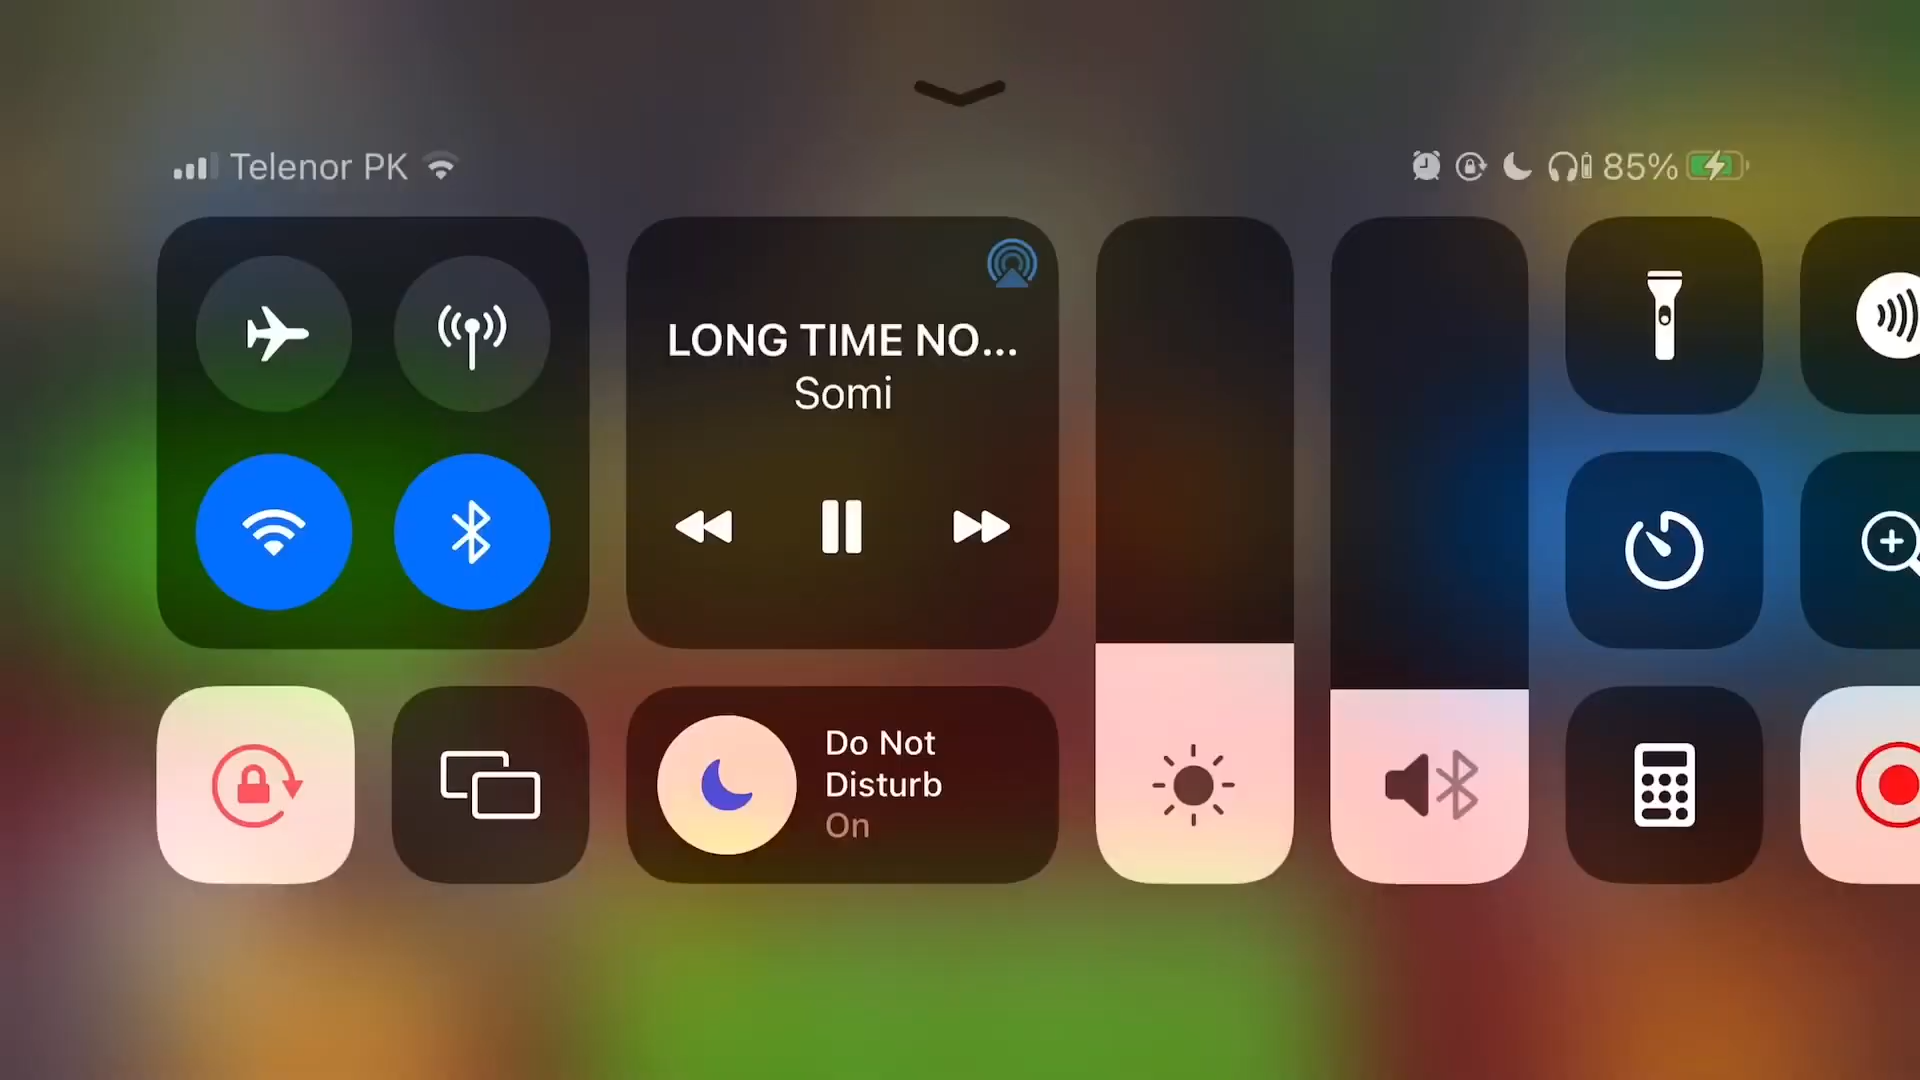 Telenor PK
85%
LONG TIME NO...
Somi
Do Not
Disturb
On